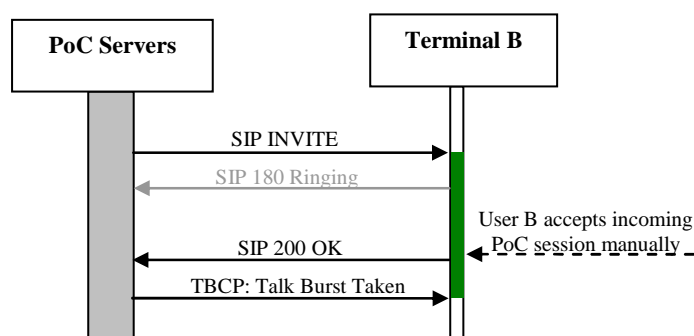 PoC Servers
Terminal B
SIP INVITE
SIP 180 Ringing
User B accepts incoming
PoC session manually
SIP 200 OK
TBCP: Talk Burst Taken